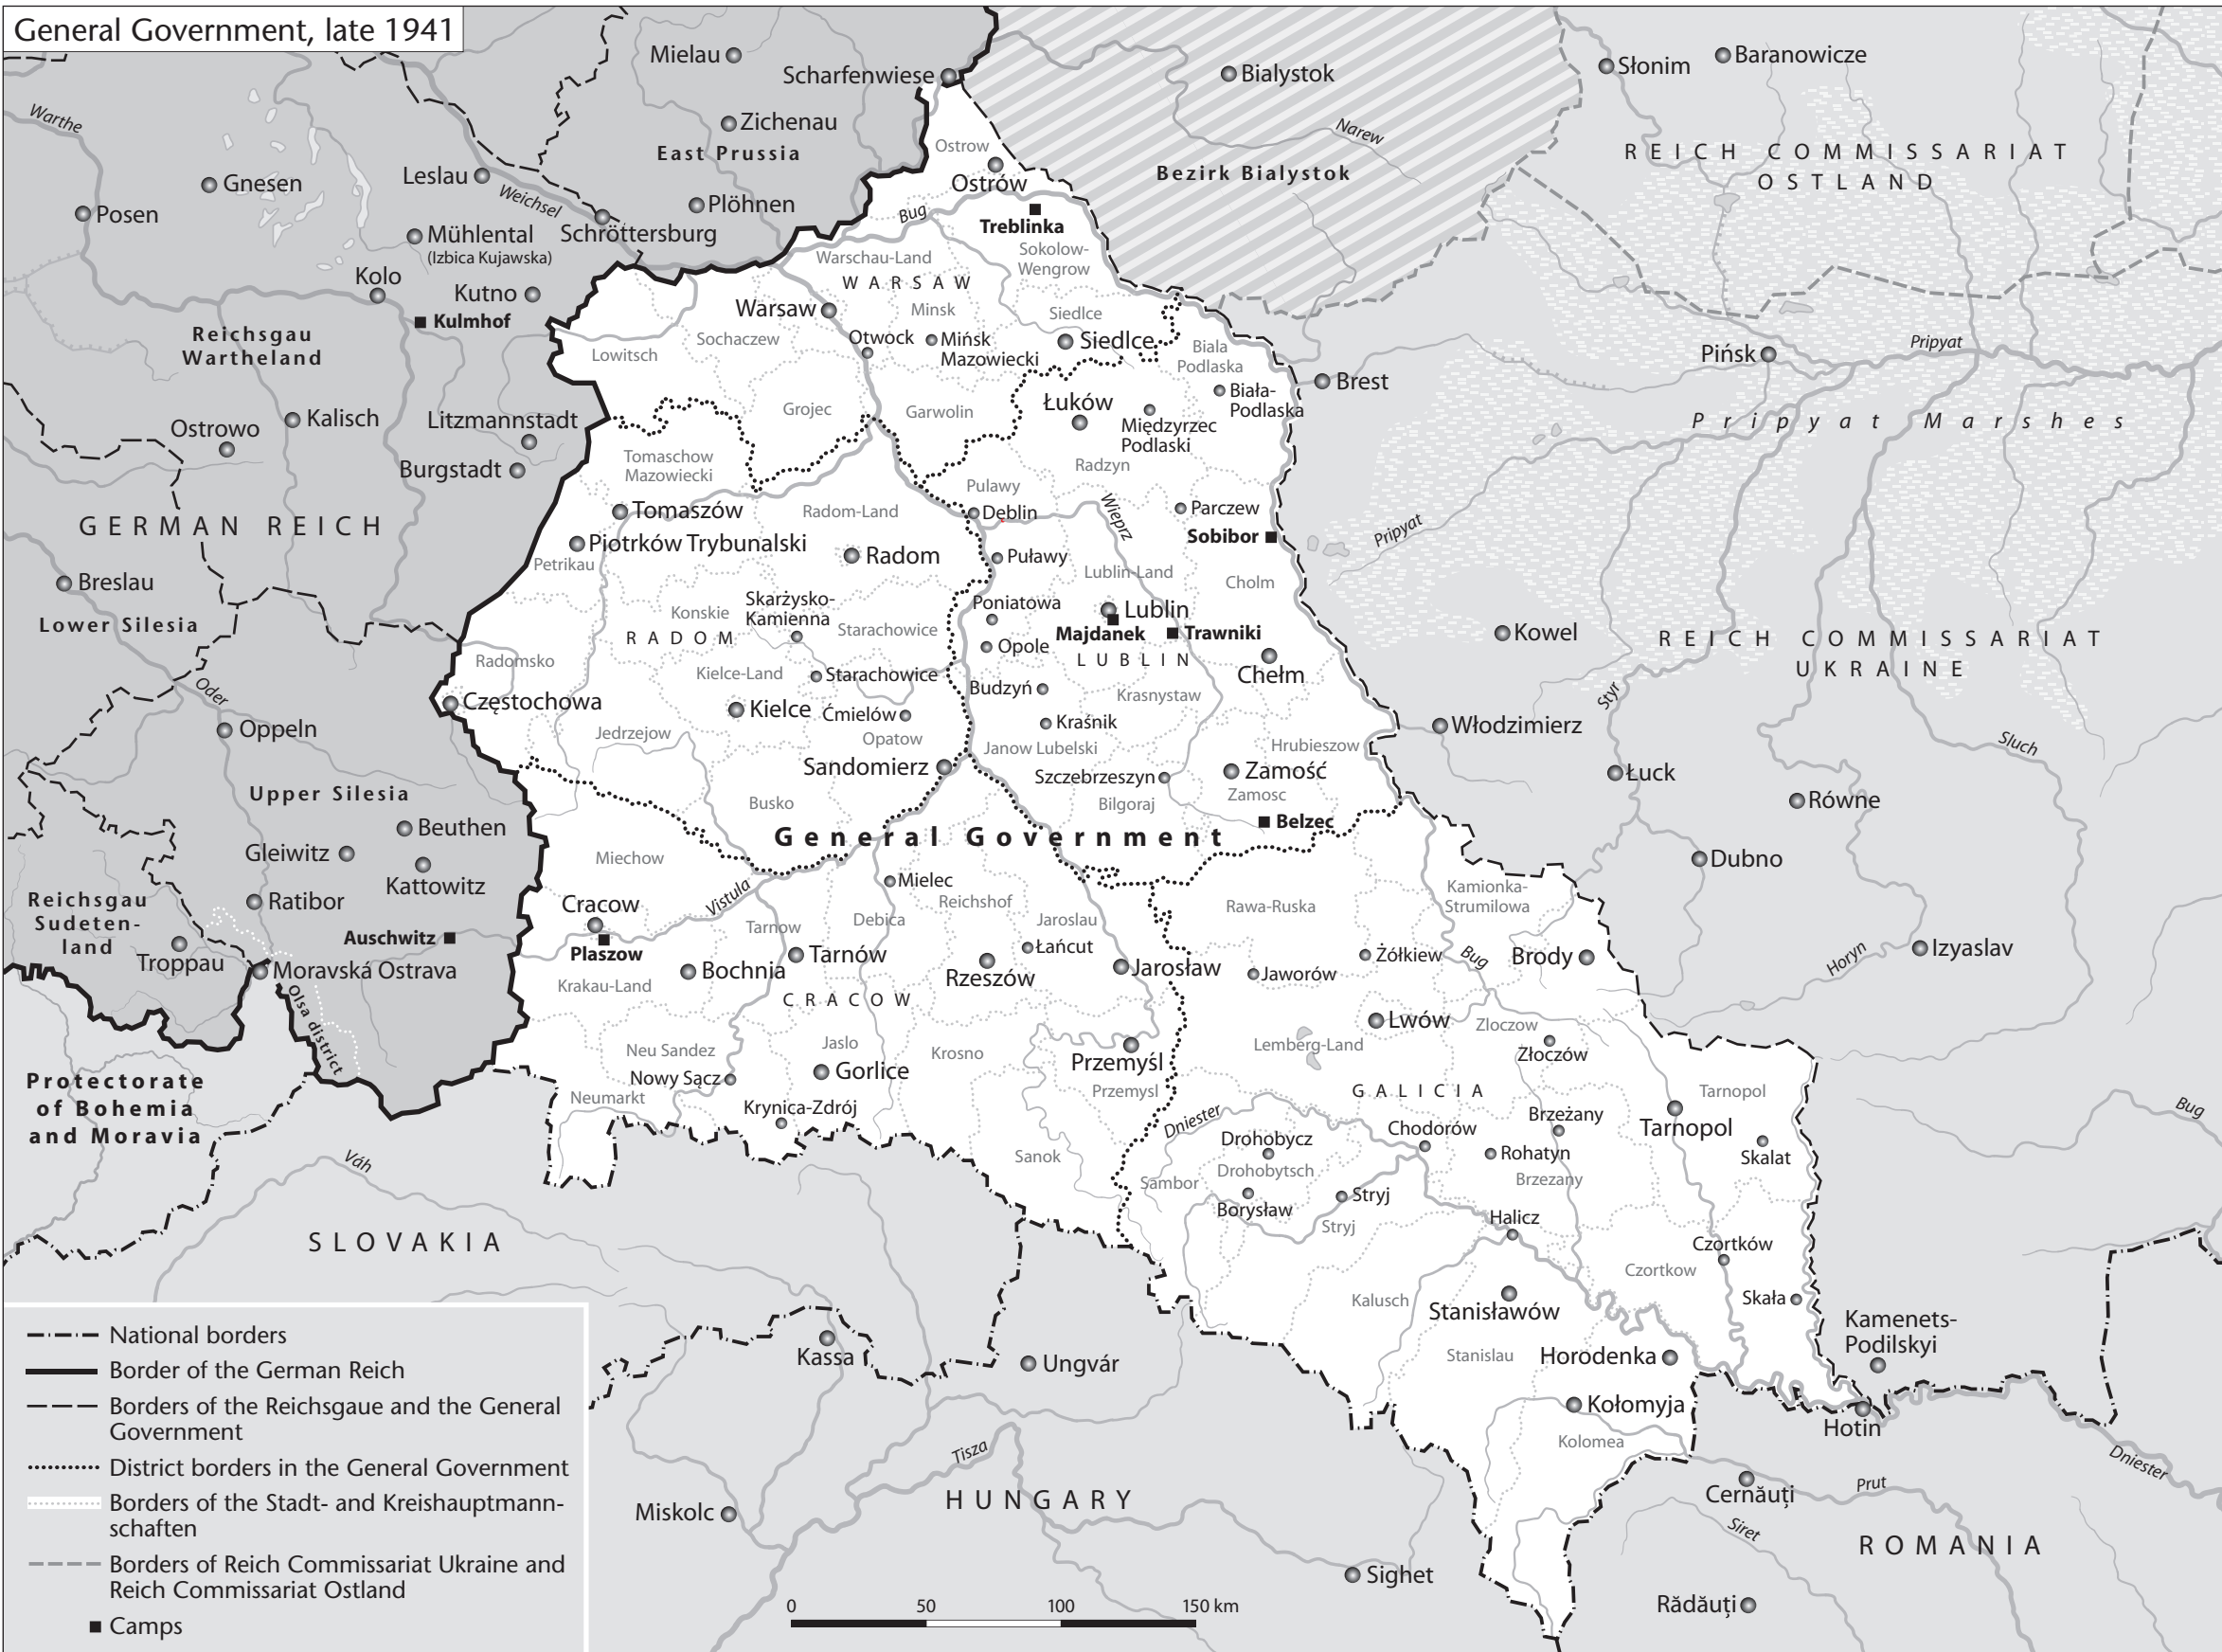 General Government, late 1941
Mielau
Scharfenwiese
Bialystok
Słonim
Baranowicze
Warthe
Zichenau
East Prussia
Narew
Ostrow
REICH COMMISSARIAT
OSTLAND
Gnesen
Leslau
Weichsel
Ostrów
Bezirk Bialystok
Posen
Plöhnen
Bug
Treblinka
Mühlental
(Izbica Kujawska)
Schröttersburg
Sokolow-
Wengrow
Warschau-Land
WARSAW
Kolo
Kutno
Kulmhof
Warsaw
Minsk
Siedlce
Reichsgau
Wartheland
Lowitsch
Sochaczew
Otwock
Mińsk
Mazowiecki
Siedlce
Biala
Podlaska
Pińsk
Pripyat
Brest
Biała-
Podlaska
Grojec
Garwolin
Łuków
Międzyrzec
Podlaski
Pripyat Marshes
Ostrowo
Kalisch
Litzmannstadt
Burgstadt
Tomaschow
Mazowiecki
Radzyn
Pulawy
Wieprz
Parczew
GERMAN REICH
Tomaszów
Radom-Land
Deblin
Sobibor
Pripyat
Piotrków Trybunalski
Petrikau
Radom
Puławy
Lublin-Land
Cholm
Breslau
Lower Silesia
Konskie
Skarżysko-
Kamienna
Starachowice
Poniatowa
Lublin
Majdanek
Trawniki
Kowel
REICH COMMISSARIAT
UKRAINE
RADOM
Opole
LUBLIN
Radomsko
Kielce-Land
Starachowice
Chełm
Oder
Budzyń
Krasnystaw
Styr
Częstochowa
Kielce
Ćmielów
Opatow
Kraśnik
Włodzimierz
Oppeln
Jedrzejow
Janow Lubelski
Hrubieszow
Sluch
Sandomierz
Szczebrzeszyn
Zamość
Zamosc
Łuck
Upper Silesia
Busko
Bilgoraj
Belzec
Równe
Beuthen
General Government
Gleiwitz
Kattowitz
Miechow
Dubno
Mielec
Ratibor
Reichsgau
Sudeten-
land
Cracow
Vistula
Tarnow
Debica
Reichshof
Jaroslau
Rawa-Ruska
Kamionka-
Strumilowa
Auschwitz
Plaszow
Tarnów
Łańcut
Żółkiew
Bug
Brody
Horyn
Izyaslav
Troppau
Moravská Ostrava
Bochnia
Rzeszów
Jarosław
Jaworów
Krakau-Land
CRACOW
Olsa district
Lwów
Zloczow
Lemberg-Land
Złoczów
Neu Sandez
Jaslo
Krosno
Przemyśl
Nowy Sącz
Gorlice
Przemysl
GALICIA
Tarnopol
Protectorate
of Bohemia
and Moravia
Neumarkt
Krynica-Zdrój
Dniester
Drohobycz
Drohobytsch
Chodorów
Brzeżany
Tarnopol
Bug
Rohatyn
Skalat
Váh
Sanok
Sambor
Borysław
Stryj
Stryj
Brzezany
Halicz
SLOVAKIA
Czortków
Czortkow
Kalusch
Stanisławów
Skała
Kamenets-
Podilskyi
Kassa
Ungvár
Stanislau
Horodenka
Kołomyja
Hotin
Kolomea
Tisza
Dniester
HUNGARY
Cernăuți
Prut
Miskolc
Siret
ROMANIA
Sighet
Rădăuți
National borders
Border of the German Reich
Borders of the Reichsgaue and the General
Government
District borders in the General Government
Borders of the Stadt- and Kreishauptmann-
schaften
Borders of Reich Commissariat Ukraine and
Reich Commissariat Ostland
Camps
0 50 100 150 km